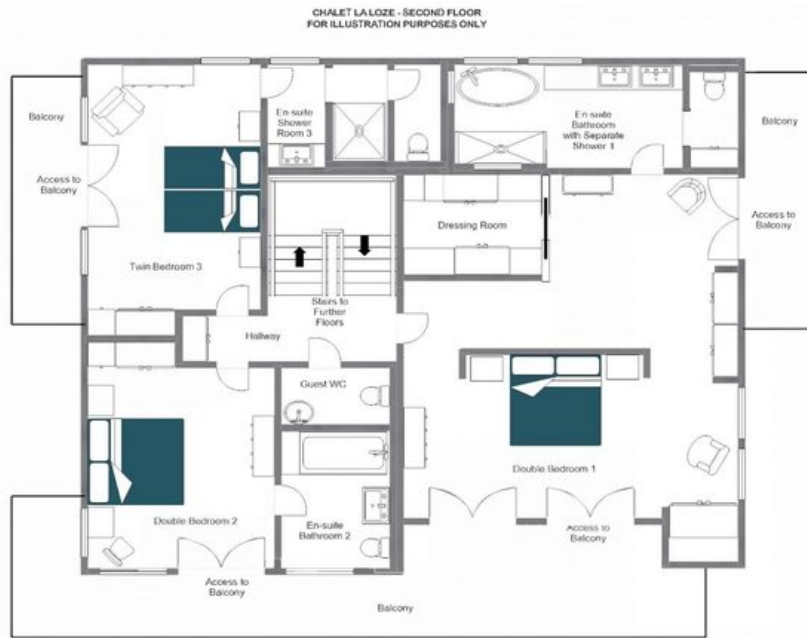 CHALET LA LOZE - SECOND FLOOR
FOR ILLUSTRATION PURPOSES ONLY
Balcony
Access to
Balcony
Twin Bedroom 3
En-suite
Shower
Room 3
En-suite
Bathroom
with Separate
Shower 1
Balcony
Access to
Balcony
Dressing Room
Stairs to
Further
Floors
Hallway
Guest WC
Double Bedroom 1
Double Bedroom 2
En-suite
Bathroom 2
Access to
Balcony
Access to
Balcony
Balcony